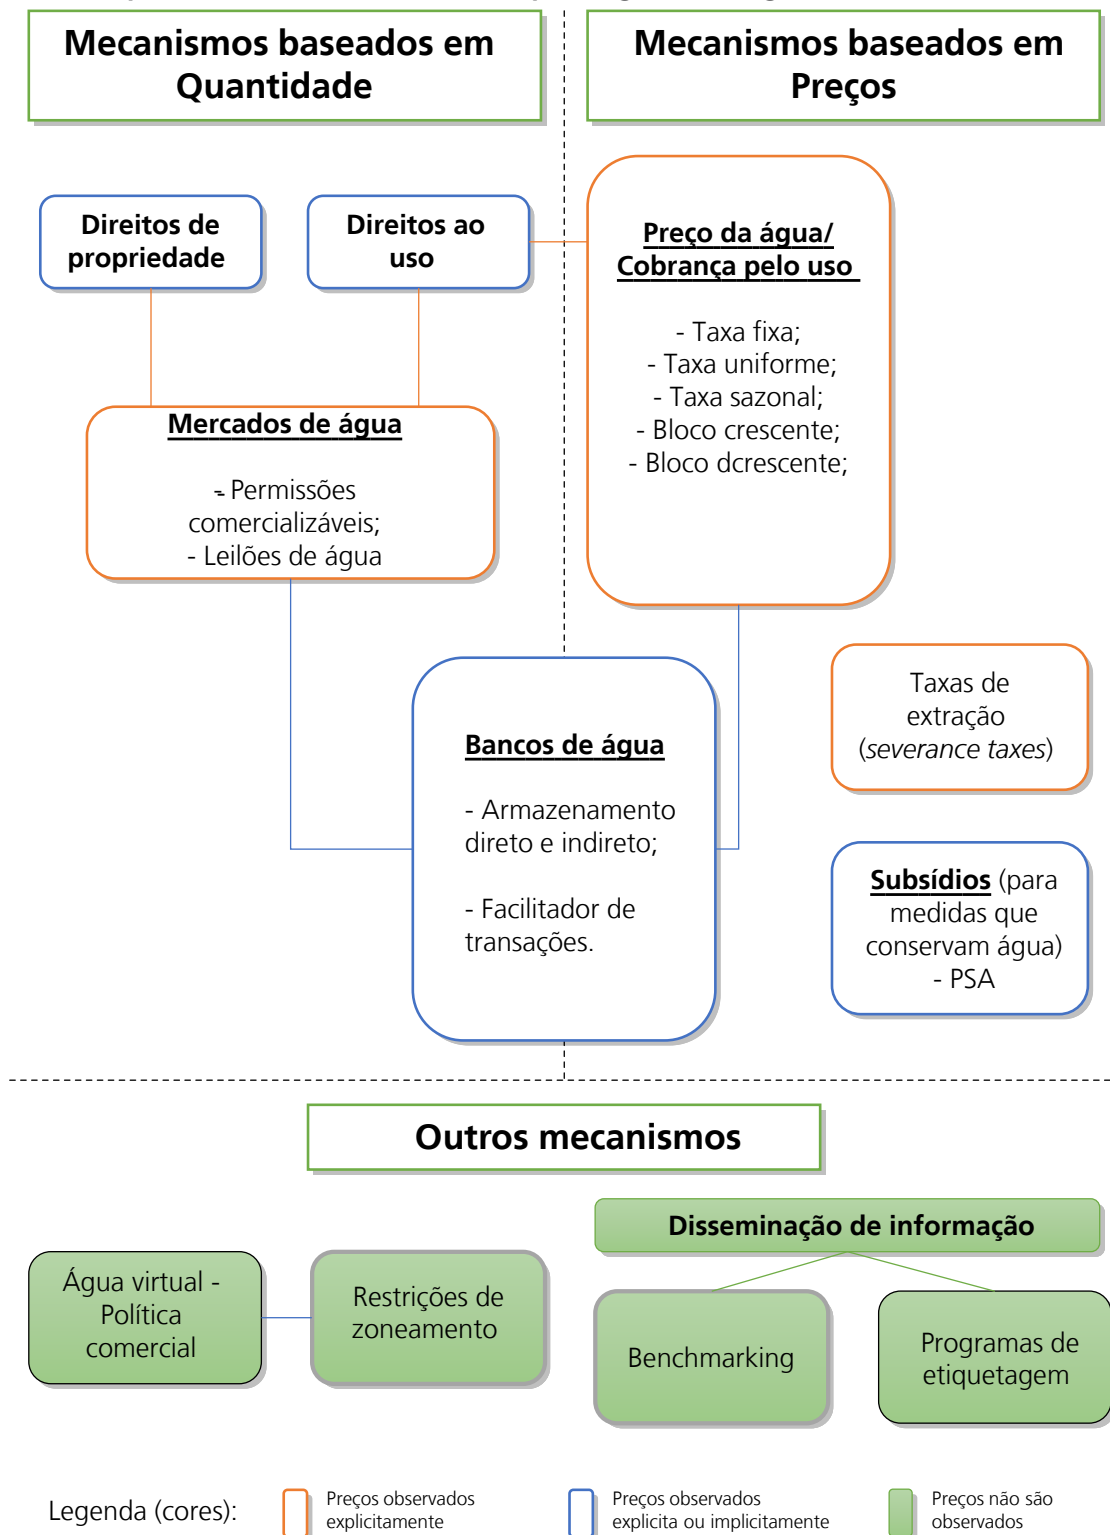 Mecanismos baseados em
Quantidade
Mecanismos baseados em
Preços
Direitos de
propriedade
Direitos ao
uso
Preço da água/
Cobrança pelo uso
- Taxa fixa;
- Taxa uniforme;
- Taxa sazonal;
- Bloco crescente;
- Bloco dcrescente;
Mercados de água
- Permissões
comercializáveis;
- Leilões de água
Bancos de água
- Armazenamento
direto e indireto;
- Facilitador de
transações.
Taxas de
extração
(severance taxes)
Subsídios (para
medidas que
conservam água)
- PSA
Outros mecanismos
Disseminação de informação
Água virtual -
Política
comercial
Restrições de
zoneamento
Benchmarking
Programas de
etiquetagem
Legenda (cores):
Preços observados
explicitamente
Preços observados
explicita ou implicitamente
Preços não são
observados